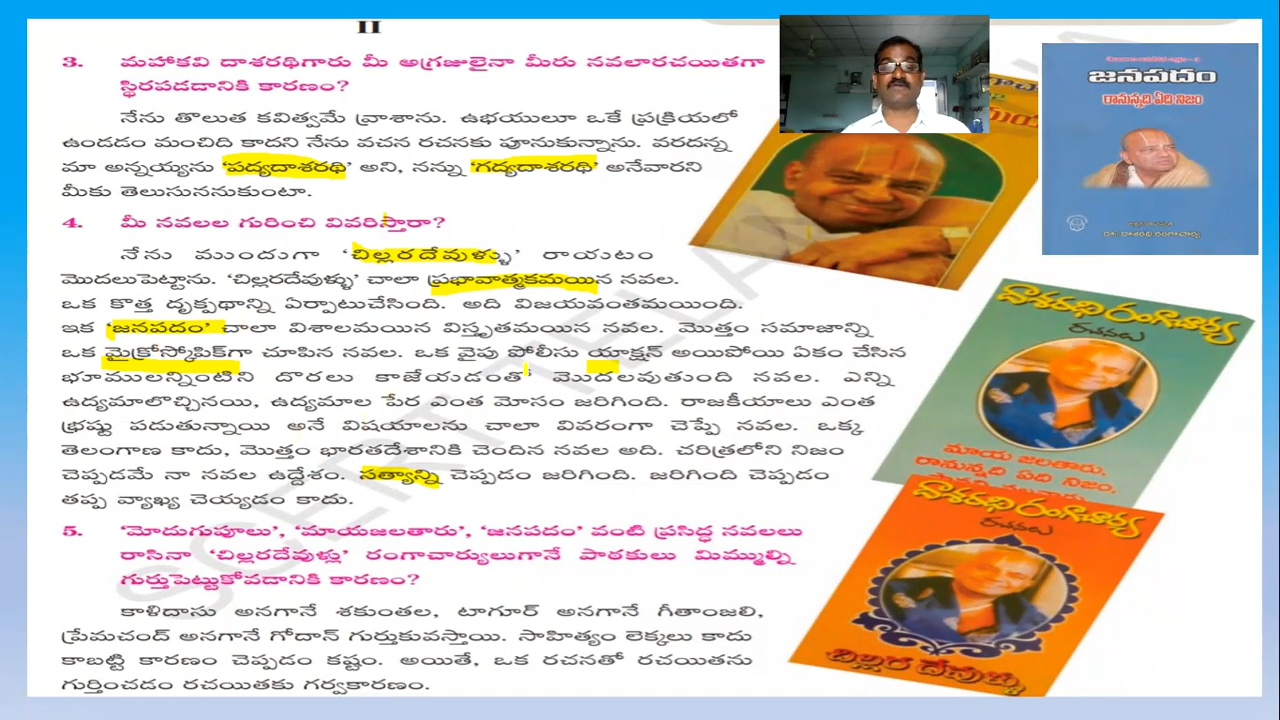 II
3. మహాకవి దాశరథిగారు మీ అగ్రజులైనా మీరు నవలారచయితగా
స్థిరపడడానికి కారణం?
నేను తొలుత కవిత్వమే వ్రాశాను. ఉభయులూ ఒకే ప్రక్రియలో
ఉండడం మంచిది కాదని నేను వచన రచనకు పూనుకున్నాను. వరదన్న
మా అన్నయ్యను 'పద్యదాశరథి' అని, నన్ను 'గద్యదాశరథి' అనేవారని
మీకు తెలుసుననుకుంటా.
4. మీ నవలల గురించి వివరిస్తారా?
నేను ముందుగా 'చిల్లరదేవుళ్ళు' రాయటం
మొదలుపెట్టాను. 'చిల్లరదేవుళ్ళు' చాలా ప్రభావాత్మకమయిన నవల.
ఒక కొత్త దృక్పథాన్ని ఏర్పాటుచేసింది. అది విజయవంతమయింది.
ఇక 'జనపదం' చాలా విశాలమయిన విస్తృతమయిన నవల. మొత్తం సమాజాన్ని
ఒక మైక్రోస్కోపిక్‌గా చూపిన నవల. ఒక వైపు పోలీసు యాక్షన్ అయిపోయి ఏకం చేసిన
భూములన్నింటిని దొరలు కాజేయడంతో మొదలవుతుంది నవల. ఎన్ని
ఉద్యమాలొచ్చినయి, ఉద్యమాల పేర ఎంత మోసం జరిగింది. రాజకీయాలు ఎంత
భ్రష్టు పడుతున్నాయి అనే విషయాలను చాలా వివరంగా చెప్పే నవల. ఒక్క
తెలంగాణ కాదు, మొత్తం భారతదేశానికి చెందిన నవల అది. చరిత్రలోని నిజం
చెప్పడమే నా నవల ఉద్దేశం. సత్యాన్ని చెప్పడం జరిగింది. జరిగింది చెప్పడం
తప్ప వ్యాఖ్య చెయ్యడం కాదు.
5. 'మోదుగుపూలు', 'మాయజలతారు', 'జనపదం' వంటి ప్రసిద్ధ నవలలు
రాసినా 'చిల్లరదేవుళ్లు' రంగాచార్యులుగానే పాఠకులు మిమ్మల్ని
గుర్తుపెట్టుకోవడానికి కారణం?
కాళిదాసు అనగానే శకుంతల, టాగూర్ అనగానే గీతాంజలి,
ప్రేమచంద్ అనగానే గోదాన్ గుర్తుకువస్తాయి. సాహిత్యం లెక్కలు కాదు
కాబట్టి కారణం చెప్పడం కష్టం. అయితే, ఒక రచనతో రచయితను
గుర్తించడం రచయితకు గర్వకారణం.
జనపదం
రానున్నది ఏది నిజం
డా. దాశరథి రంగాచార్య
దాశరథి రంగాచార్య
రచనలు
మాయ జలతారు,
రానున్నది ఏది నిజం,
దాశరథి రంగాచార్య
రచనలు
చిల్లర దేవుళ్ళు
SCERT TELANGANA